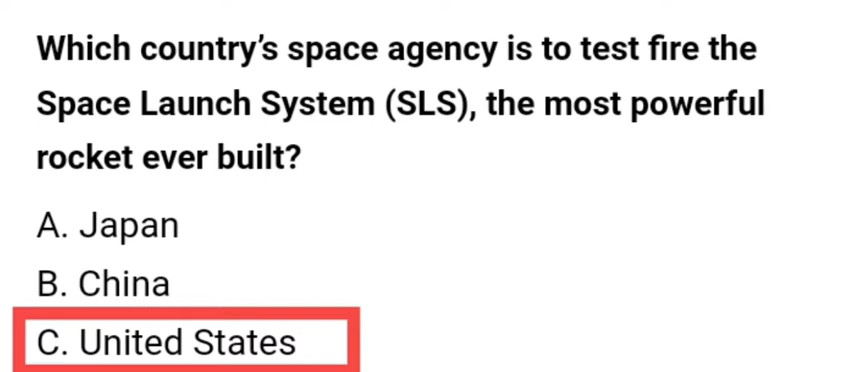 Which country’s space agency is to test fire the
Space Launch System (SLS), the most powerful
rocket ever built?
A. Japan
B. China
C. United States